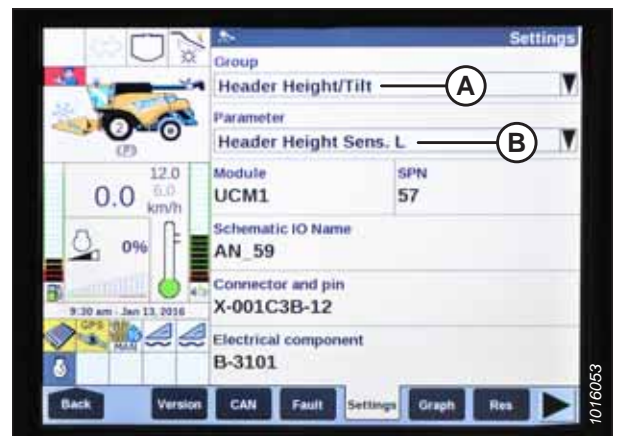 Settings
Group
Header Height/Tilt
A
Parameter
Header Height Sens. L
B
2
(P)
12.0
6.0
0.0
km/h
0%
9:30 am - Jan 13, 2016
GPS
MAN
Module
SPN
UCM1
57
Schematic IO Name
AN_59
Connector and pin
X-001C3B-12
Electrical component
B-3101
Back
Version
CAN
Fault
Settings
Graph
Res
1016053